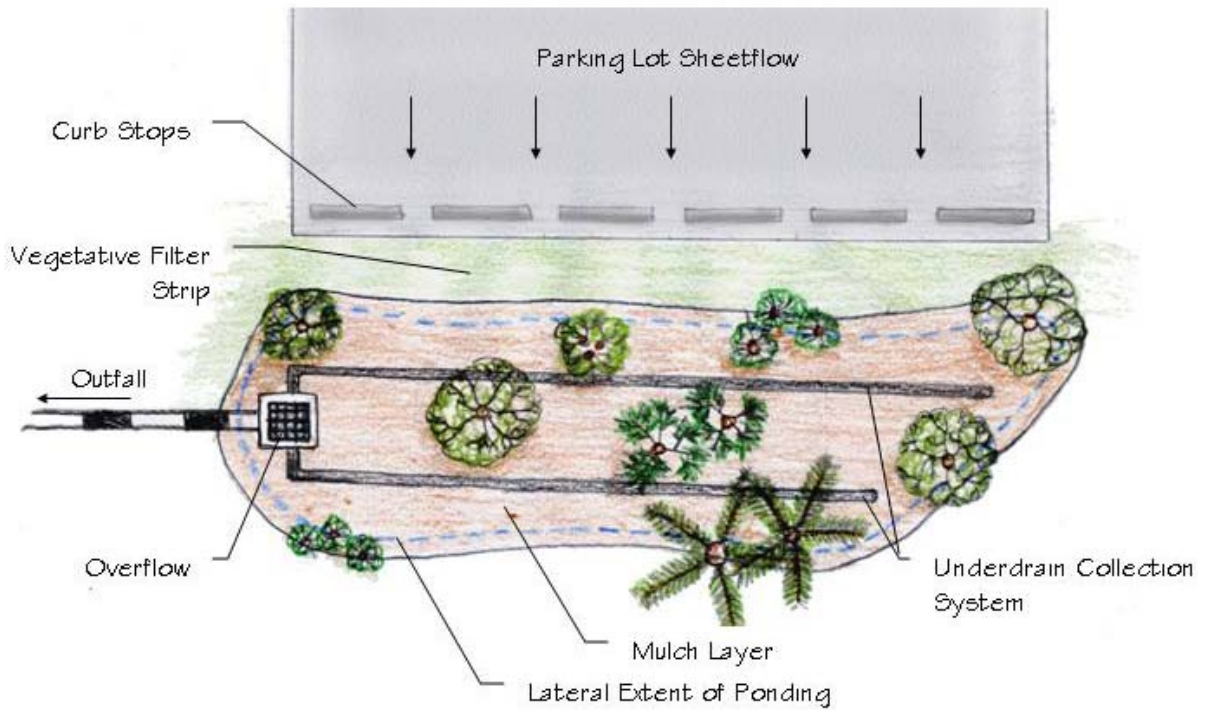 Parking Lot Sheetflow
Curb Stops
Vegetative Filter
Strip
Outfall
Overflow
Underdrain Collection
System
Mulch Layer
Lateral Extent of Ponding